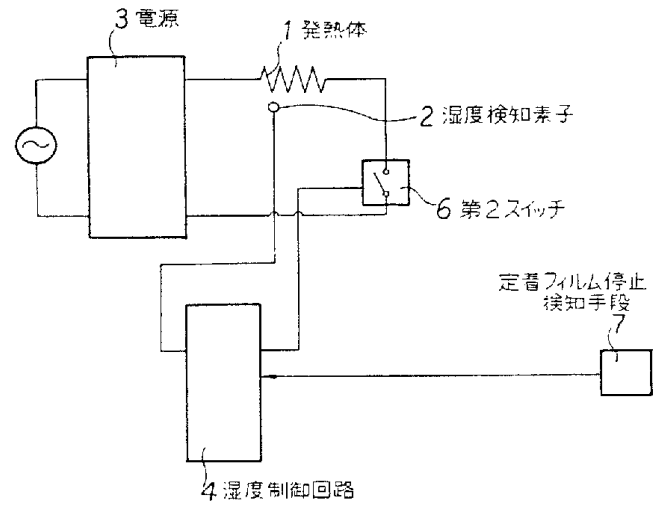 3 電源
1 発熱体
2 湿度検知素子
6 第2スイッチ
定着フィルム停止
検知手段
7
4 湿度制御回路